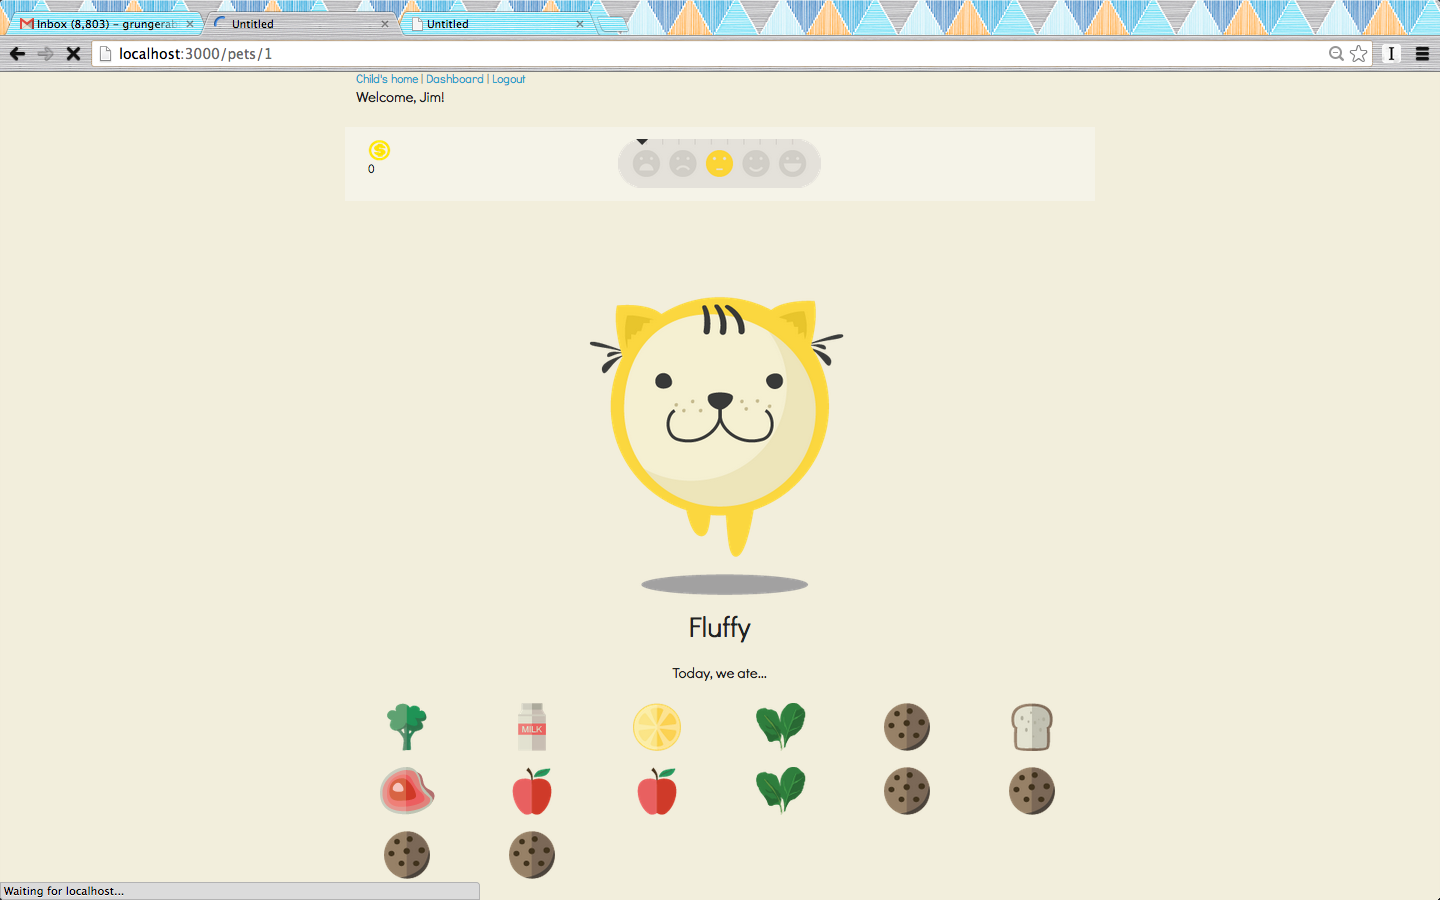 Inbox (8,803) – grungerab
Untitled
Untitled
localhost:3000/pets/1
Child's home | Dashboard | Logout
Welcome, Jim!
$
0
Fluffy
Today, we ate...
MILK
Waiting for localhost...